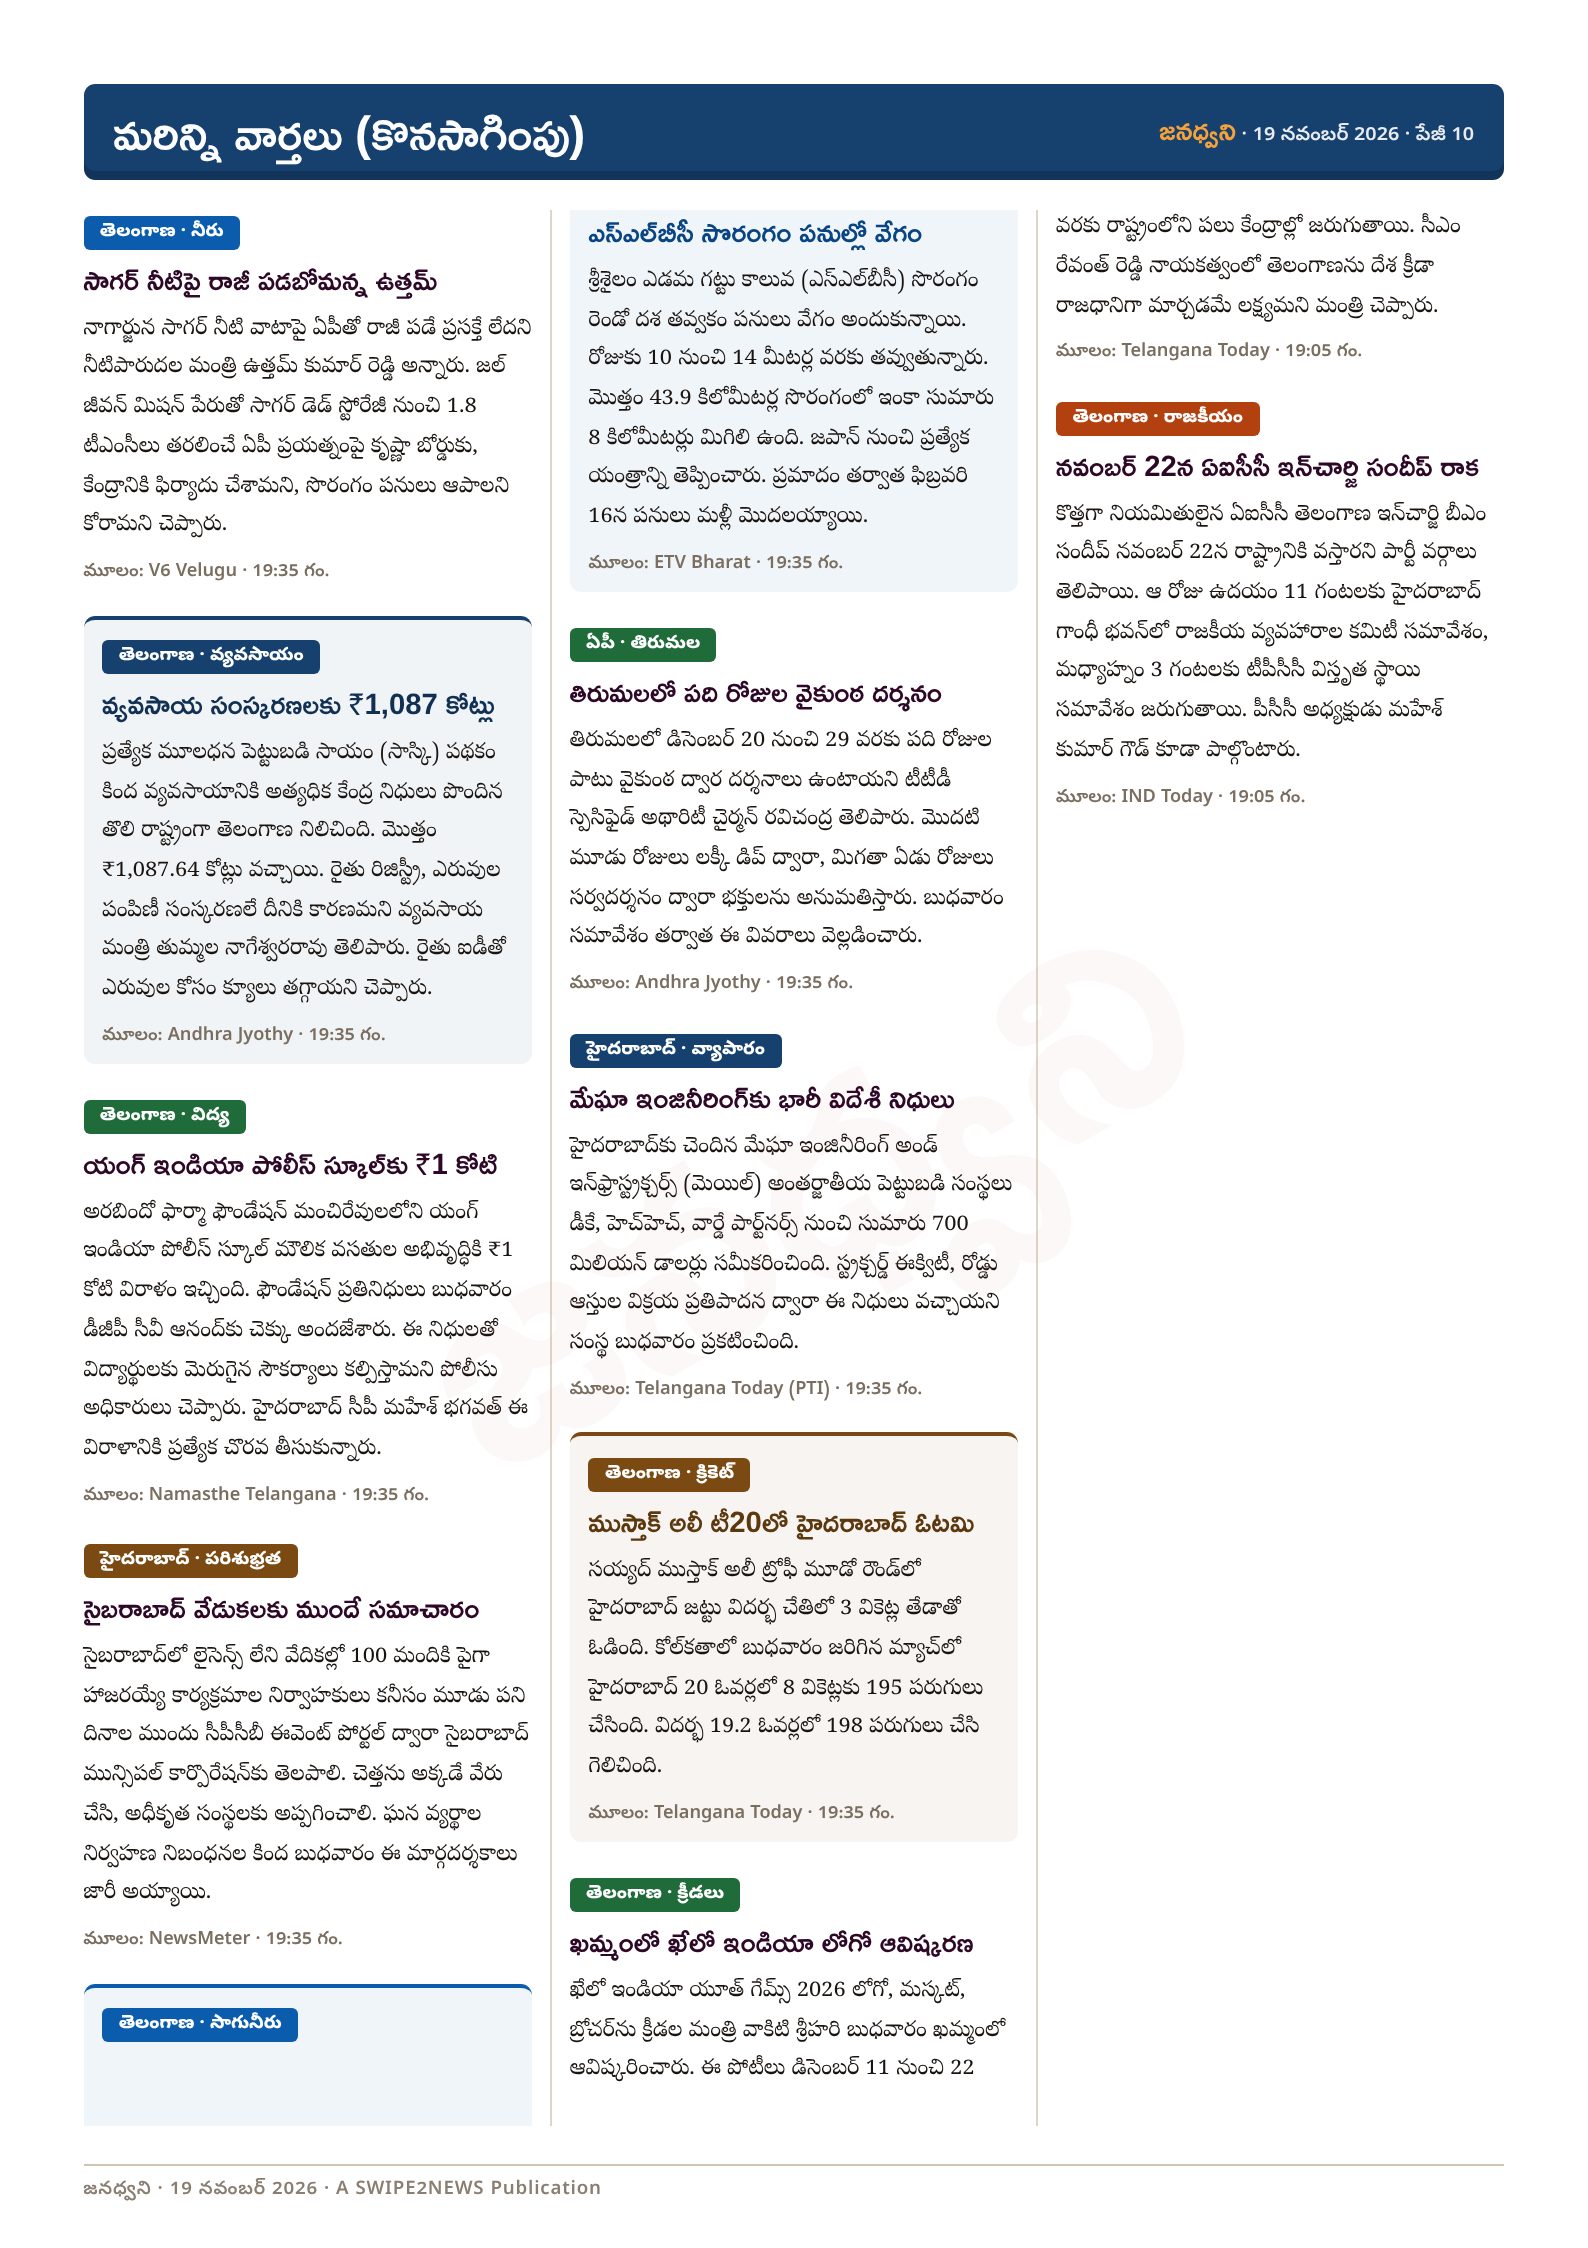 మరిన్ని వార్తలు (కొనసాగింపు)
జనధ్వని · 19 నవంబర్ 2026 · పేజీ 10
తెలంగాణ · నీరు
సాగర్ నీటిపై రాజీ పడబోమన్న ఉత్తమ్
నాగార్జున సాగర్ నీటి వాటాపై ఏపీతో రాజీ పడే ప్రసక్తే లేదని
నీటిపారుదల మంత్రి ఉత్తమ్ కుమార్ రెడ్డి అన్నారు. జల్
జీవన్ మిషన్ పేరుతో సాగర్ డెడ్ స్టోరేజీ నుంచి 1.8
టీఎంసీలు తరలించే ఏపీ ప్రయత్నంపై కృష్ణా బోర్డుకు,
కేంద్రానికి ఫిర్యాదు చేశామని, సొరంగం పనులు ఆపాలని
కోరామని చెప్పారు.
మూలం: V6 Velugu · 19:35 గం.
తెలంగాణ · వ్యవసాయం
వ్యవసాయ సంస్కరణలకు ₹1,087 కోట్లు
ప్రత్యేక మూలధన పెట్టుబడి సాయం (సాస్కి) పథకం
కింద వ్యవసాయానికి అత్యధిక కేంద్ర నిధులు పొందిన
తొలి రాష్ట్రంగా తెలంగాణ నిలిచింది. మొత్తం
₹1,087.64 కోట్లు వచ్చాయి. రైతు రిజిస్ట్రీ, ఎరువుల
పంపిణీ సంస్కరణలే దీనికి కారణమని వ్యవసాయ
మంత్రి తుమ్మల నాగేశ్వరరావు తెలిపారు. రైతు ఐడీతో
ఎరువుల కోసం క్యూలు తగ్గాయని చెప్పారు.
మూలం: Andhra Jyothy · 19:35 గం.
తెలంగాణ · విద్య
యంగ్ ఇండియా పోలీస్ స్కూల్‌కు ₹1 కోటి
అరబిందో ఫార్మా ఫౌండేషన్ మంచిరేవులలోని యంగ్
ఇండియా పోలీస్ స్కూల్ మౌలిక వసతుల అభివృద్ధికి ₹1
కోటి విరాళం ఇచ్చింది. ఫౌండేషన్ ప్రతినిధులు బుధవారం
డీజీపీ సీవీ ఆనంద్‌కు చెక్కు అందజేశారు. ఈ నిధులతో
విద్యార్థులకు మెరుగైన సౌకర్యాలు కల్పిస్తామని పోలీసు
అధికారులు చెప్పారు. హైదరాబాద్ సీపీ మహేశ్ భగవత్ ఈ
విరాళానికి ప్రత్యేక చొరవ తీసుకున్నారు.
మూలం: Namasthe Telangana · 19:35 గం.
హైదరాబాద్ · పరిశుభ్రత
సైబరాబాద్ వేడుకలకు ముందే సమాచారం
సైబరాబాద్‌లో లైసెన్స్ లేని వేదికల్లో 100 మందికి పైగా
హాజరయ్యే కార్యక్రమాల నిర్వాహకులు కనీసం మూడు పని
దినాల ముందు సీపీసీబీ ఈవెంట్ పోర్టల్ ద్వారా సైబరాబాద్
మున్సిపల్ కార్పొరేషన్‌కు తెలపాలి. చెత్తను అక్కడే వేరు
చేసి, అధీకృత సంస్థలకు అప్పగించాలి. ఘన వ్యర్థాల
నిర్వహణ నిబంధనల కింద బుధవారం ఈ మార్గదర్శకాలు
జారీ అయ్యాయి.
మూలం: NewsMeter · 19:35 గం.
తెలంగాణ · సాగునీరు
ఎస్‌ఎల్‌బీసీ సొరంగం పనుల్లో వేగం
శ్రీశైలం ఎడమ గట్టు కాలువ (ఎస్‌ఎల్‌బీసీ) సొరంగం
రెండో దశ తవ్వకం పనులు వేగం అందుకున్నాయి.
రోజుకు 10 నుంచి 14 మీటర్ల వరకు తవ్వుతున్నారు.
మొత్తం 43.9 కిలోమీటర్ల సొరంగంలో ఇంకా సుమారు
8 కిలోమీటర్లు మిగిలి ఉంది. జపాన్ నుంచి ప్రత్యేక
యంత్రాన్ని తెప్పించారు. ప్రమాదం తర్వాత ఫిబ్రవరి
16న పనులు మళ్లీ మొదలయ్యాయి.
మూలం: ETV Bharat · 19:35 గం.
ఏపీ · తిరుమల
తిరుమలలో పది రోజుల వైకుంఠ దర్శనం
తిరుమలలో డిసెంబర్ 20 నుంచి 29 వరకు పది రోజుల
పాటు వైకుంఠ ద్వార దర్శనాలు ఉంటాయని టీటీడీ
స్పెసిఫైడ్ అథారిటీ చైర్మన్ రవిచంద్ర తెలిపారు. మొదటి
మూడు రోజులు లక్కీ డిప్ ద్వారా, మిగతా ఏడు రోజులు
సర్వదర్శనం ద్వారా భక్తులను అనుమతిస్తారు. బుధవారం
సమావేశం తర్వాత ఈ వివరాలు వెల్లడించారు.
మూలం: Andhra Jyothy · 19:35 గం.
హైదరాబాద్ · వ్యాపారం
మేఘా ఇంజినీరింగ్‌కు భారీ విదేశీ నిధులు
హైదరాబాద్‌కు చెందిన మేఘా ఇంజినీరింగ్ అండ్
ఇన్‌ఫ్రాస్ట్రక్చర్స్ (మెయిల్) అంతర్జాతీయ పెట్టుబడి సంస్థలు
డీకే, హెచ్‌హెచ్, వార్డే పార్ట్‌నర్స్ నుంచి సుమారు 700
మిలియన్ డాలర్లు సమీకరించింది. స్ట్రక్చర్డ్ ఈక్విటీ, రోడ్డు
ఆస్తుల విక్రయ ప్రతిపాదన ద్వారా ఈ నిధులు వచ్చాయని
సంస్థ బుధవారం ప్రకటించింది.
మూలం: Telangana Today (PTI) · 19:35 గం.
తెలంగాణ · క్రికెట్
ముస్తాక్ అలీ టీ20లో హైదరాబాద్ ఓటమి
సయ్యద్ ముస్తాక్ అలీ ట్రోఫీ మూడో రౌండ్‌లో
హైదరాబాద్ జట్టు విదర్భ చేతిలో 3 వికెట్ల తేడాతో
ఓడింది. కోల్‌కతాలో బుధవారం జరిగిన మ్యాచ్‌లో
హైదరాబాద్ 20 ఓవర్లలో 8 వికెట్లకు 195 పరుగులు
చేసింది. విదర్భ 19.2 ఓవర్లలో 198 పరుగులు చేసి
గెలిచింది.
మూలం: Telangana Today · 19:35 గం.
తెలంగాణ · క్రీడలు
ఖమ్మంలో ఖేలో ఇండియా లోగో ఆవిష్కరణ
ఖేలో ఇండియా యూత్ గేమ్స్ 2026 లోగో, మస్కట్,
బ్రోచర్‌ను క్రీడల మంత్రి వాకిటి శ్రీహరి బుధవారం ఖమ్మంలో
ఆవిష్కరించారు. ఈ పోటీలు డిసెంబర్ 11 నుంచి 22
వరకు రాష్ట్రంలోని పలు కేంద్రాల్లో జరుగుతాయి. సీఎం
రేవంత్ రెడ్డి నాయకత్వంలో తెలంగాణను దేశ క్రీడా
రాజధానిగా మార్చడమే లక్ష్యమని మంత్రి చెప్పారు.
మూలం: Telangana Today · 19:05 గం.
తెలంగాణ · రాజకీయం
నవంబర్ 22న ఏఐసీసీ ఇన్‌చార్జి సందీప్ రాక
కొత్తగా నియమితులైన ఏఐసీసీ తెలంగాణ ఇన్‌చార్జి బీఎం
సందీప్ నవంబర్ 22న రాష్ట్రానికి వస్తారని పార్టీ వర్గాలు
తెలిపాయి. ఆ రోజు ఉదయం 11 గంటలకు హైదరాబాద్
గాంధీ భవన్‌లో రాజకీయ వ్యవహారాల కమిటీ సమావేశం,
మధ్యాహ్నం 3 గంటలకు టీపీసీసీ విస్తృత స్థాయి
సమావేశం జరుగుతాయి. పీసీసీ అధ్యక్షుడు మహేశ్
కుమార్ గౌడ్ కూడా పాల్గొంటారు.
మూలం: IND Today · 19:05 గం.
జనధ్వని
జనధ్వని · 19 నవంబర్ 2026 · A SWIPE2NEWS Publication